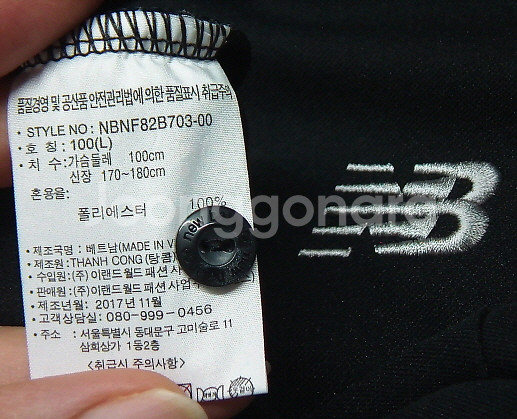 품질경영 및 공산품 안전관리법에 의한 품질표시 취급주의
· STYLE NO : NBNF82B703-00
· 호 칭 : 100(L)
· 치 수 : 가슴둘레 100cm
신장 170~180cm
혼용율:
폴리에스터 100%
· 제조국명 : 베트남(MADE IN V
· 제조원 : THANH CONG (탕콤)
· 수입원 : (주)이랜드월드 패션 사
· 판매원 : (주)이랜드월드 패션 사업
· 제조년월: 2017년 11월
· 고객상담실: 080-999-0456
· 주소 : 서울특별시 동대문구 고미술로 11
삼희상가 1동2층
<취급시 주의사항>
new
NB
joonggonara